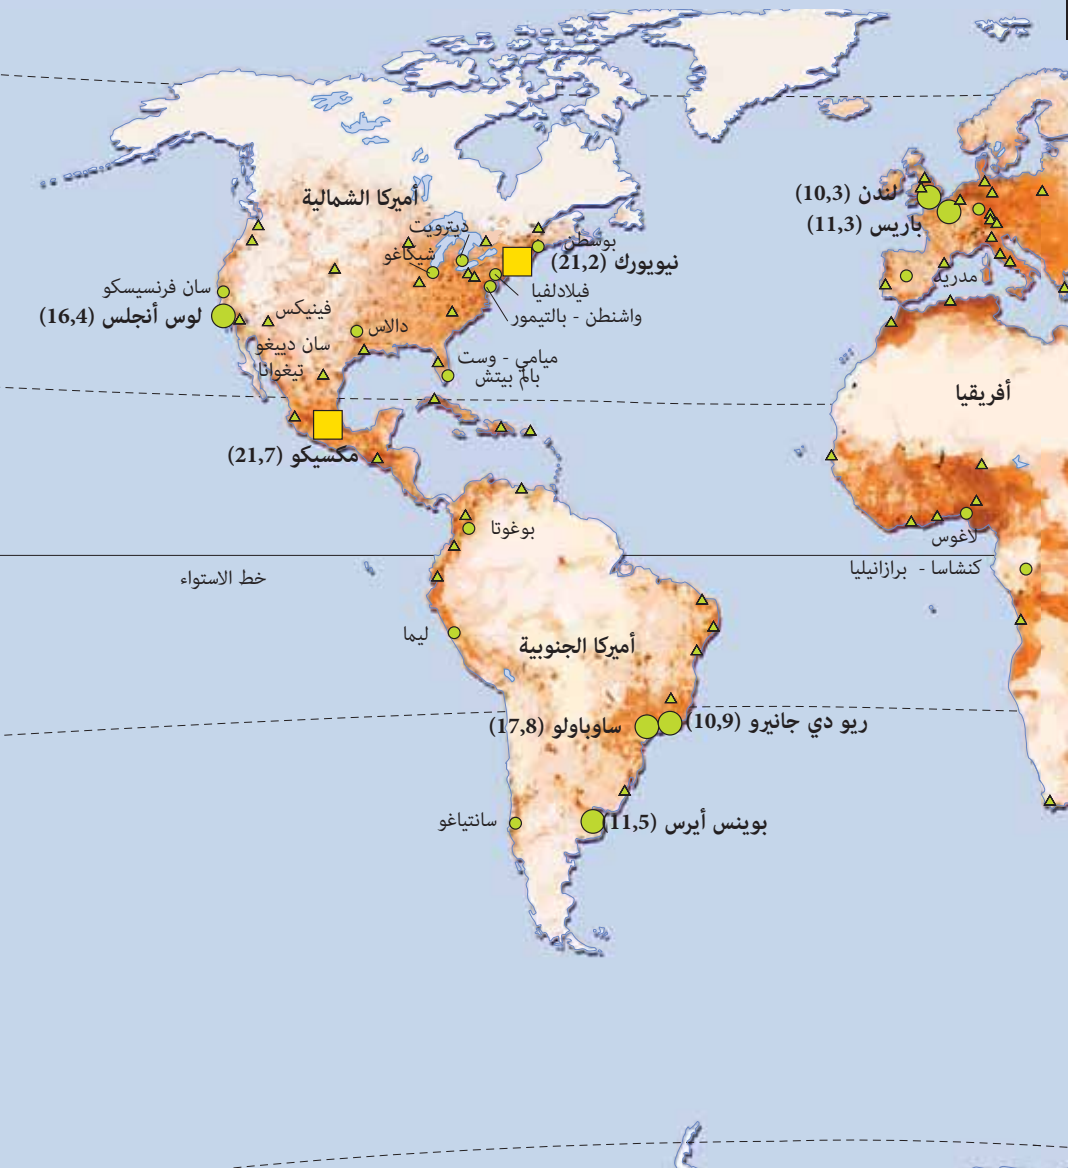 أميركا الشمالية
لندن (10,3)
باريس (11,3)
ديترويت
بوسطن
شيكاغو
نيويورك (21,2)
مدريد
سان فرنسيسكو
فيلادلفيا
لوس أنجلس (16,4)
فينيكس
واشنطن - بالتيمور
دالاس
سان دييغو
تيغوانا
ميامي - وست
بالم بيتش
أفريقيا
مكسيكو (21,7)
بوغوتا
لاغوس
خط الاستواء
كنشاسا - برازانيليا
ليما
أميركا الجنوبية
ساوباولو (17,8)
ريو دي جانيرو (10,9)
سانتياغو
بوينس أيرس (11,5)